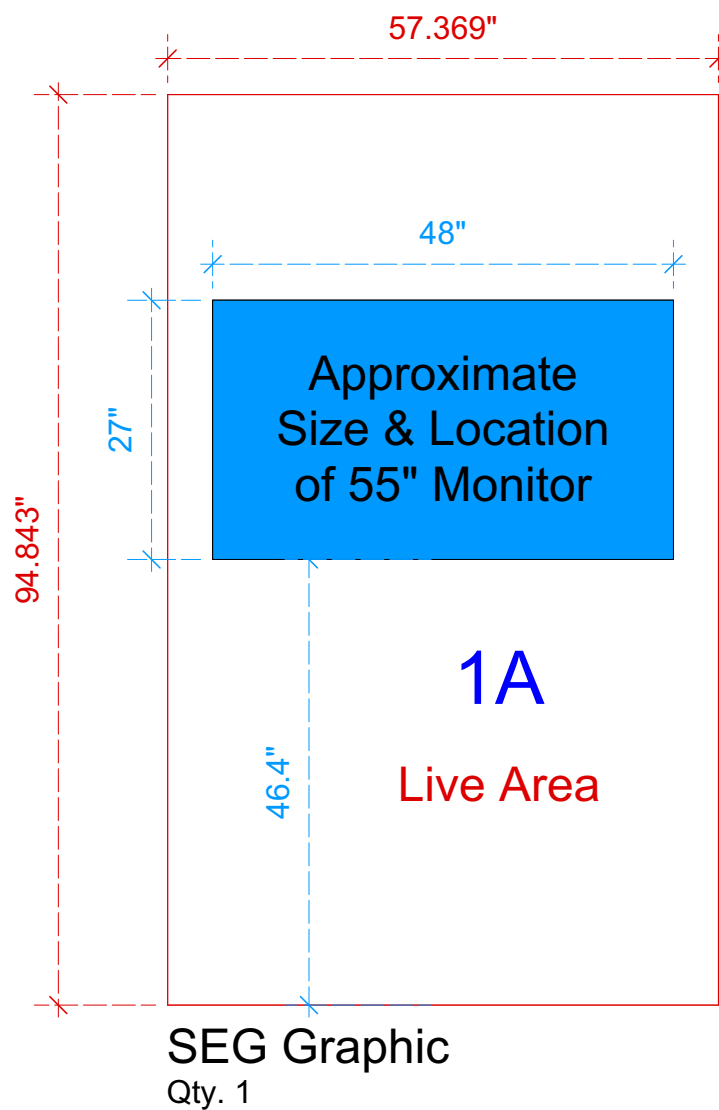 57.369"
48"
27"
94.843"
Approximate
Size & Location
of 55" Monitor
1A
46.4"
Live Area
SEG Graphic
Qty. 1